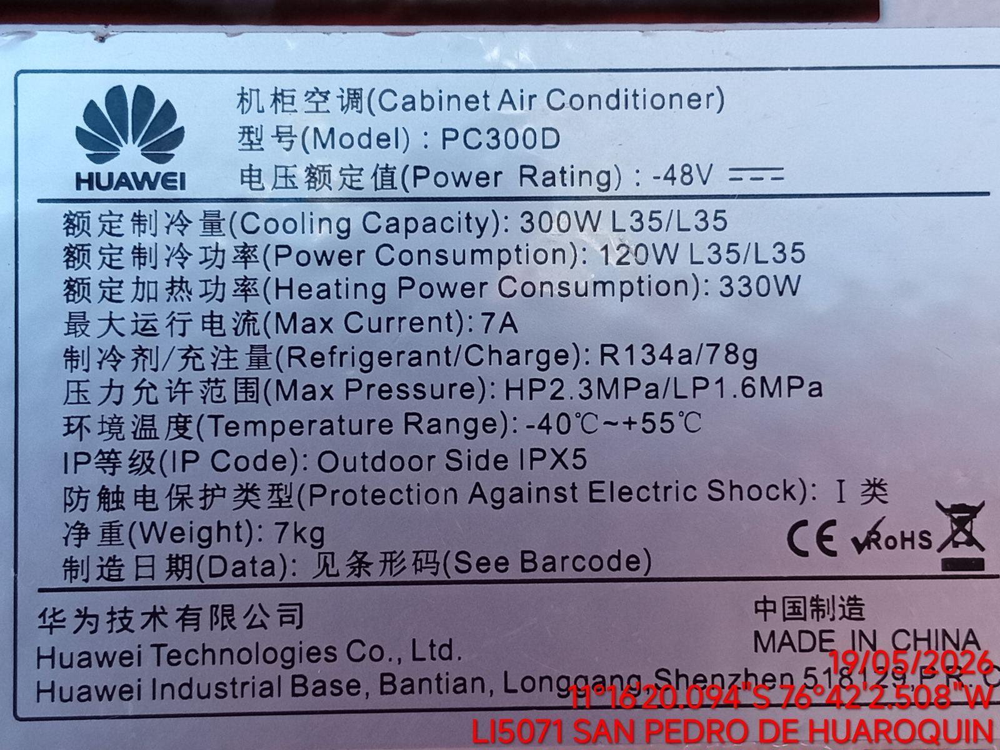 HUAWEI
机柜空调(Cabinet Air Conditioner)
型号(Model) : PC300D
电压额定值(Power Rating) : -48V
额定制冷量(Cooling Capacity): 300W L35/L35
额定制冷功率(Power Consumption): 120W L35/L35
额定加热功率(Heating Power Consumption): 330W
最大运行电流(Max Current): 7A
制冷剂/充注量(Refrigerant/Charge): R134a/78g
压力允许范围(Max Pressure): HP2.3MPa/LP1.6MPa
环境温度(Temperature Range): -40℃~+55℃
IP等级(IP Code): Outdoor Side IPX5
防触电保护类型(Protection Against Electric Shock): I 类
净重(Weight): 7kg
CE RoHS
制造日期(Data): 见条形码(See Barcode)
华为技术有限公司
中国制造
MADE IN CHINA
Huawei Technologies Co., Ltd.
Huawei Industrial Base, Bantian, Longgang, Shenzhen 518129, P.R.C
19/05/2026
11°16'20.094"S 76°42'2.508"W
LI5071 SAN PEDRO DE HUAROQUIN